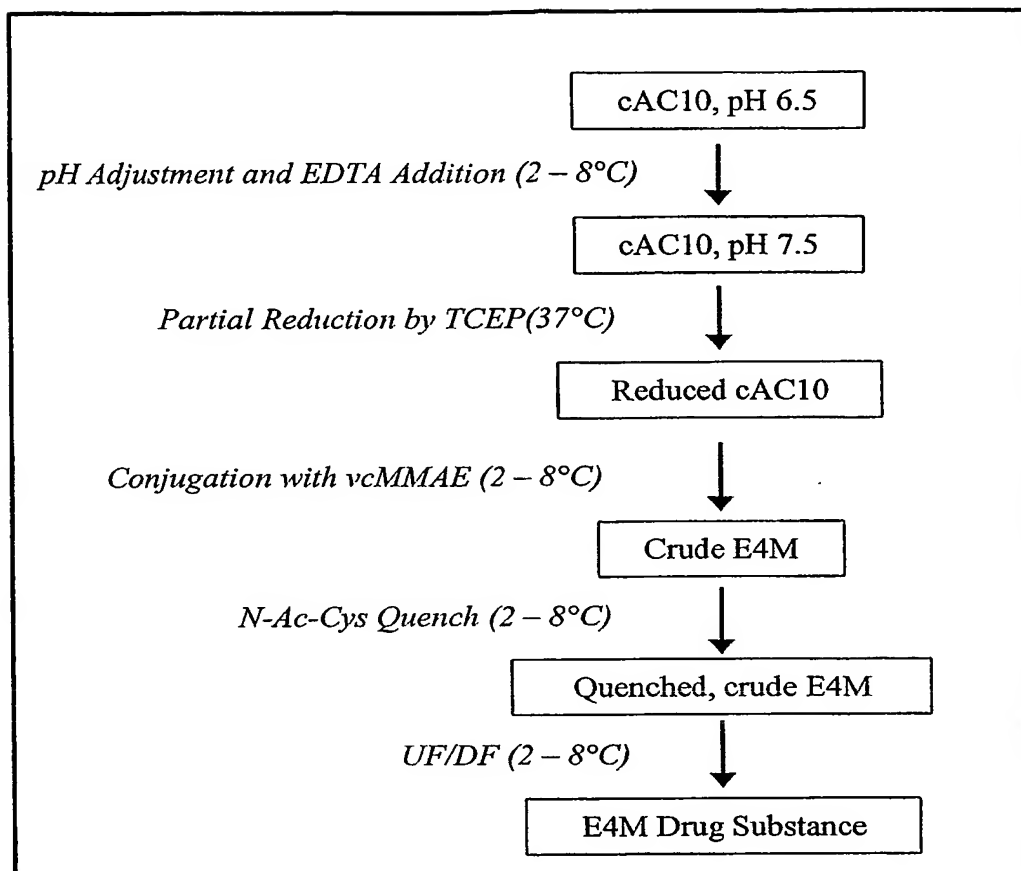 cAC10, pH 6.5
pH Adjustment and EDTA Addition (2 – 8°C)
cAC10, pH 7.5
Partial Reduction by TCEP(37°C)
Reduced cAC10
Conjugation with vcMMAE (2 – 8°C)
Crude E4M
N-Ac-Cys Quench (2 – 8°C)
Quenched, crude E4M
UF/DF (2 – 8°C)
E4M Drug Substance